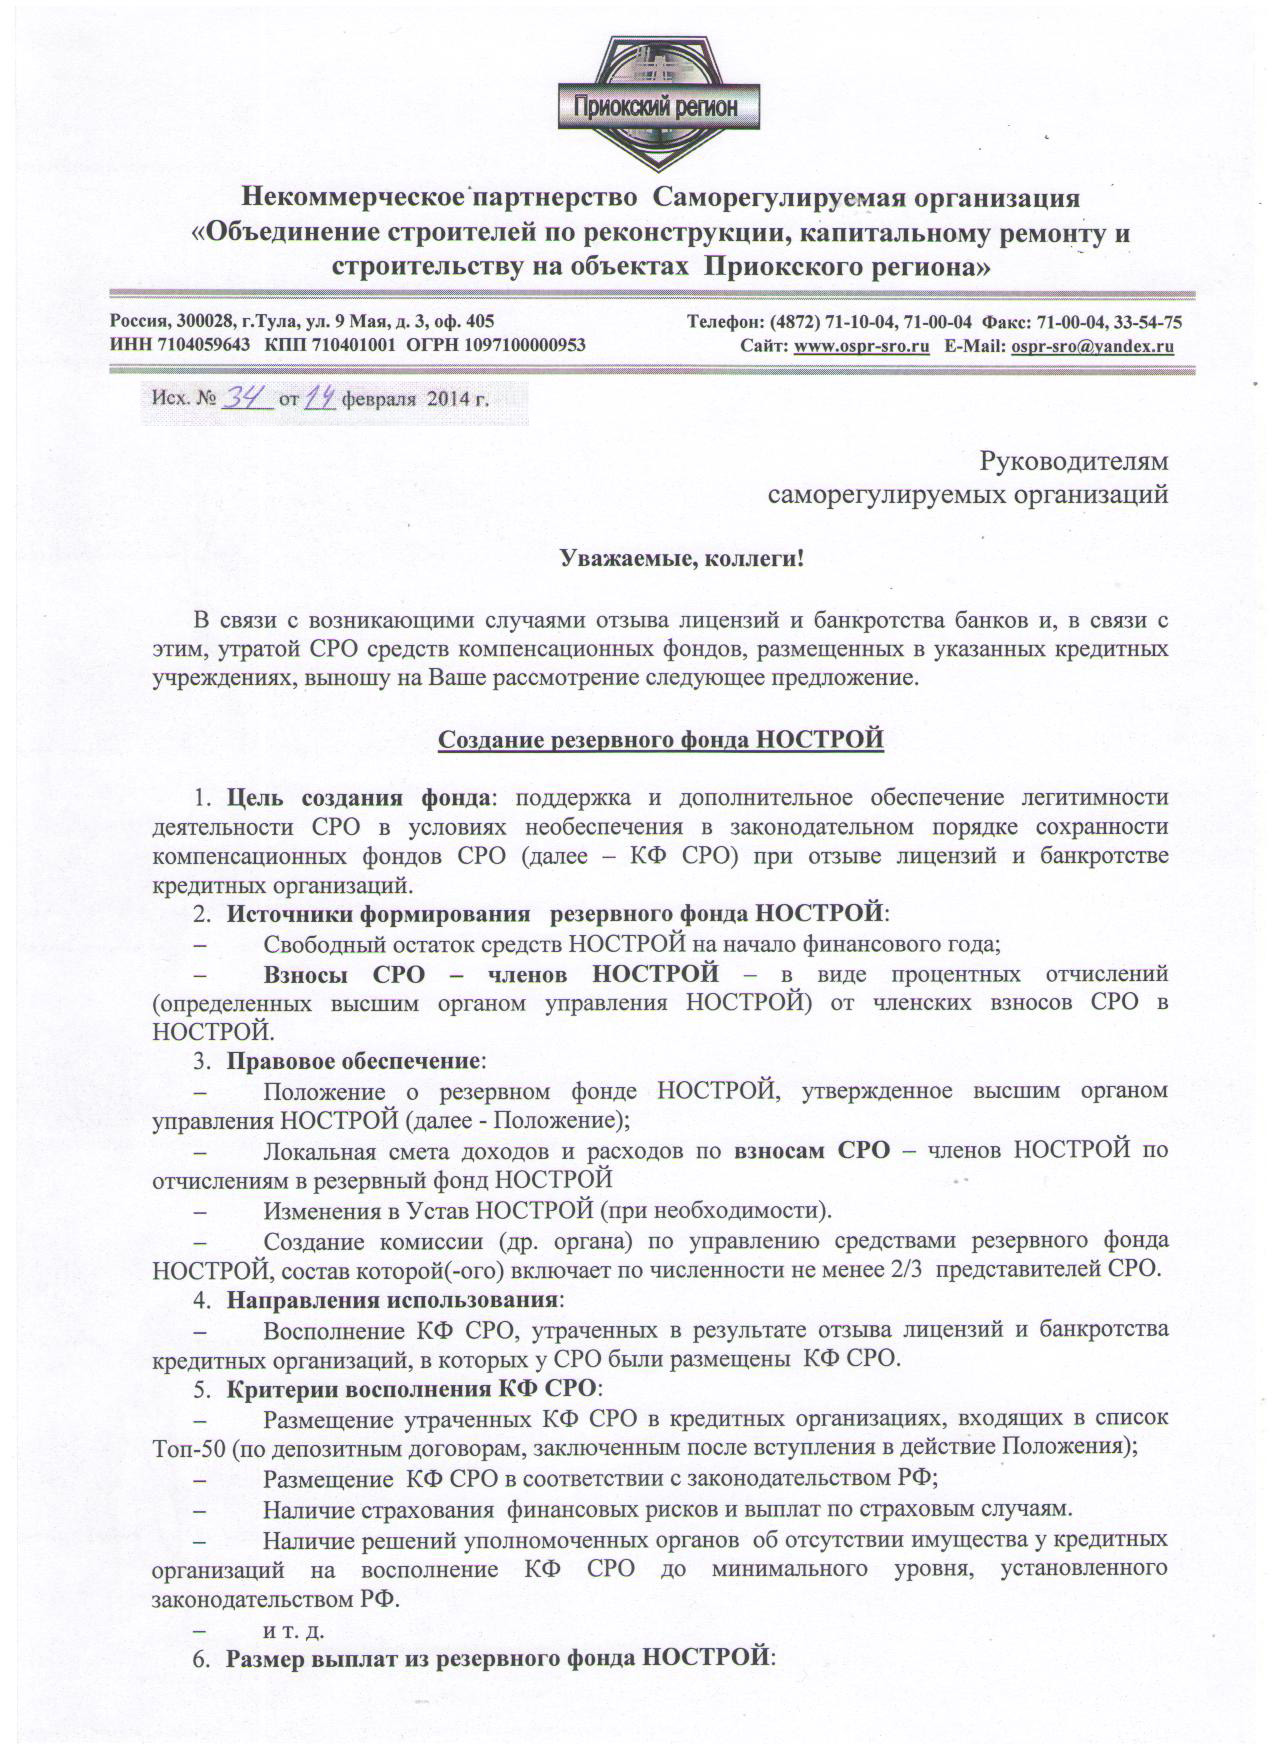 Приокский регион
Некоммерческое партнерство Саморегулируемая организация
«Объединение строителей по реконструкции, капитальному ремонту и
строительству на объектах Приокского региона»
Россия, 300028, г.Тула, ул. 9 Мая, д. 3, оф. 405 Телефон: (4872) 71-10-04, 71-00-04 Факс: 71-00-04, 33-54-75
ИНН 7104059643 КПП 710401001 ОГРН 1097100000953 Сайт: www.ospr-sro.ru E-Mail: ospr-sro@yandex.ru
Исх. № 34 от 14 февраля 2014 г.
Руководителям
саморегулируемых организаций
Уважаемые, коллеги!
В связи с возникающими случаями отзыва лицензий и банкротства банков и, в связи с
этим, утратой СРО средств компенсационных фондов, размещенных в указанных кредитных
учреждениях, выношу на Ваше рассмотрение следующее предложение.
Создание резервного фонда НОСТРОЙ
1. Цель создания фонда: поддержка и дополнительное обеспечение легитимности
деятельности СРО в условиях необеспечения в законодательном порядке сохранности
компенсационных фондов СРО (далее – КФ СРО) при отзыве лицензий и банкротстве
кредитных организаций.
2. Источники формирования резервного фонда НОСТРОЙ:
– Свободный остаток средств НОСТРОЙ на начало финансового года;
– Взносы СРО – членов НОСТРОЙ – в виде процентных отчислений
(определенных высшим органом управления НОСТРОЙ) от членских взносов СРО в
НОСТРОЙ.
3. Правовое обеспечение:
– Положение о резервном фонде НОСТРОЙ, утвержденное высшим органом
управления НОСТРОЙ (далее - Положение);
– Локальная смета доходов и расходов по взносам СРО – членов НОСТРОЙ по
отчислениям в резервный фонд НОСТРОЙ
– Изменения в Устав НОСТРОЙ (при необходимости).
– Создание комиссии (др. органа) по управлению средствами резервного фонда
НОСТРОЙ, состав которой(-ого) включает по численности не менее 2/3 представителей СРО.
4. Направления использования:
– Восполнение КФ СРО, утраченных в результате отзыва лицензий и банкротства
кредитных организаций, в которых у СРО были размещены КФ СРО.
5. Критерии восполнения КФ СРО:
– Размещение утраченных КФ СРО в кредитных организациях, входящих в список
Топ-50 (по депозитным договорам, заключенным после вступления в действие Положения);
– Размещение КФ СРО в соответствии с законодательством РФ;
– Наличие страхования финансовых рисков и выплат по страховым случаям.
– Наличие решений уполномоченных органов об отсутствии имущества у кредитных
организаций на восполнение КФ СРО до минимального уровня, установленного
законодательством РФ.
– и т. д.
6. Размер выплат из резервного фонда НОСТРОЙ: